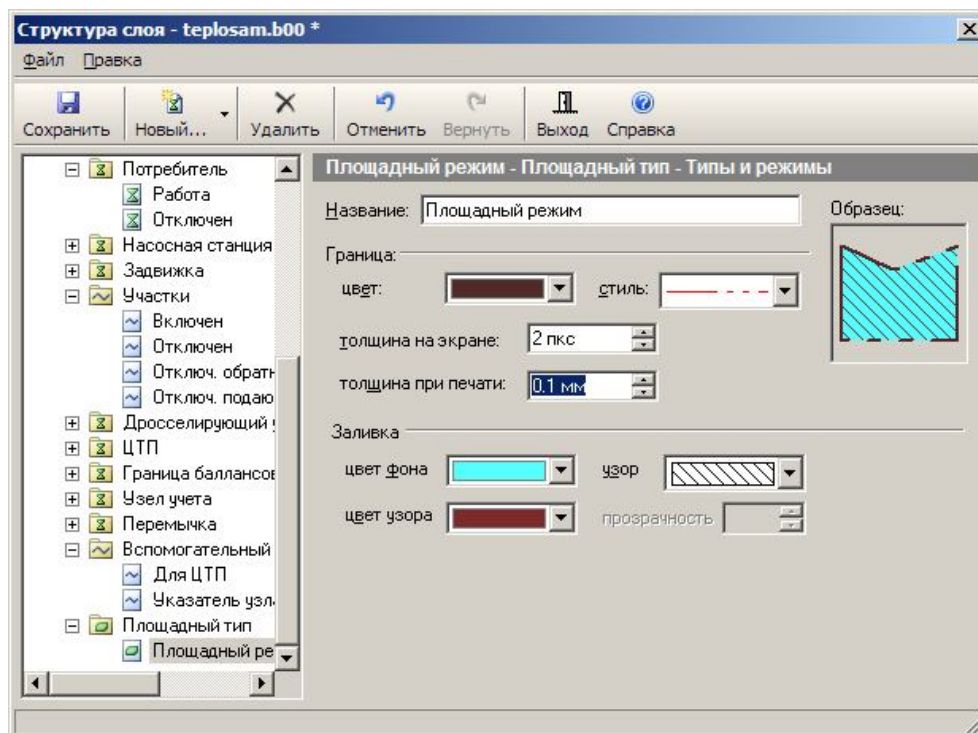 Структура слоя - teplosam.b00 *
Файл Правка
Сохранить Новый... Удалить Отменить Вернуть Выход Справка
Потребитель
Работа
Отключен
Насосная станция
Задвижка
Участки
Включен
Отключен
Отключ. обратн
Отключ. подаю
Дросселирующий у
ЦТП
Граница баллансов
Узел учета
Перемычка
Вспомогательный
Для ЦТП
Указатель узла
Площадный тип
Площадный ре
Площадный режим - Площадный тип - Типы и режимы
Название: Площадный режим
Образец:
Граница:
цвет: стиль:
толщина на экране: 2 пкс
толщина при печати: 0.1 мм
Заливка
цвет фона узор
цвет узора прозрачность